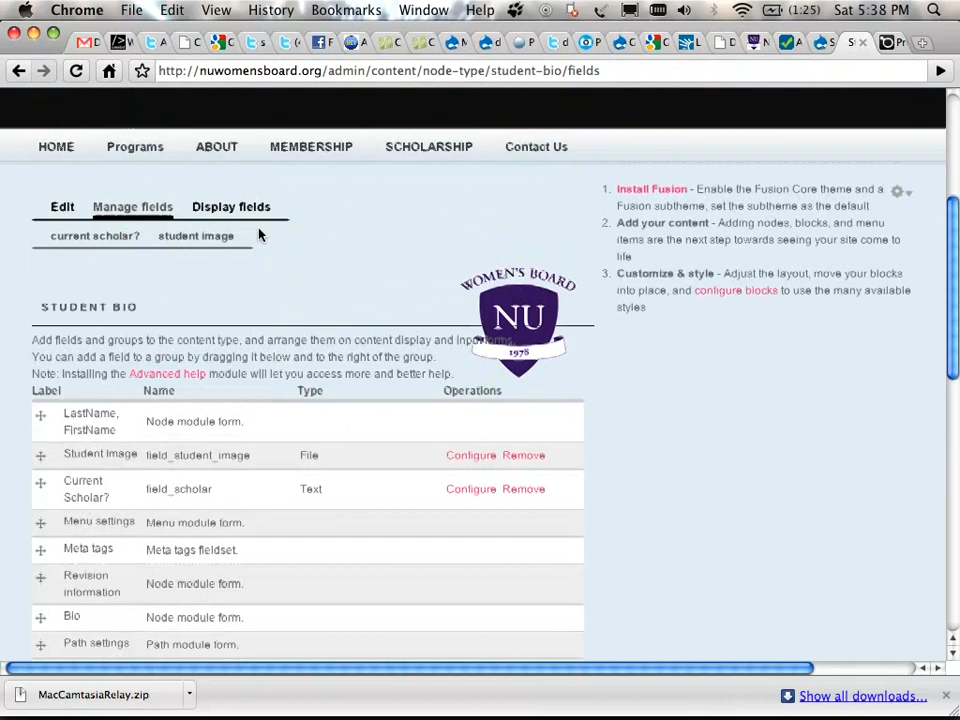 Chrome File Edit View History Bookmarks Window Help (1:25) Sat 5:38 PM
http://nuwomensboard.org/admin/content/node-type/student-bio/fields
HOME Programs ABOUT MEMBERSHIP SCHOLARSHIP Contact Us
Edit Manage fields Display fields
current scholar? student image
1. Install Fusion - Enable the Fusion Core theme and a
Fusion subtheme, set the subtheme as the default
2. Add your content - Adding nodes, blocks, and menu
items are the next step towards seeing your site come to
life
3. Customize & style - Adjust the layout, move your blocks
into place, and configure blocks to use the many available
styles
WOMEN'S BOARD
NU
1978
STUDENT BIO
Add fields and groups to the content type, and arrange them on content display and input forms.
You can add a field to a group by dragging it below and to the right of the group.
Note: Installing the Advanced help module will let you access more and better help.
Label Name Type Operations
LastName,
FirstName
Node module form.
Student Image field_student_image File Configure Remove
Current
Scholar?
field_scholar Text Configure Remove
Menu settings Menu module form.
Meta tags Meta tags fieldset.
Revision
information
Node module form.
Bio Node module form.
Path settings Path module form.
MacCamtasiaRelay.zip Show all downloads...